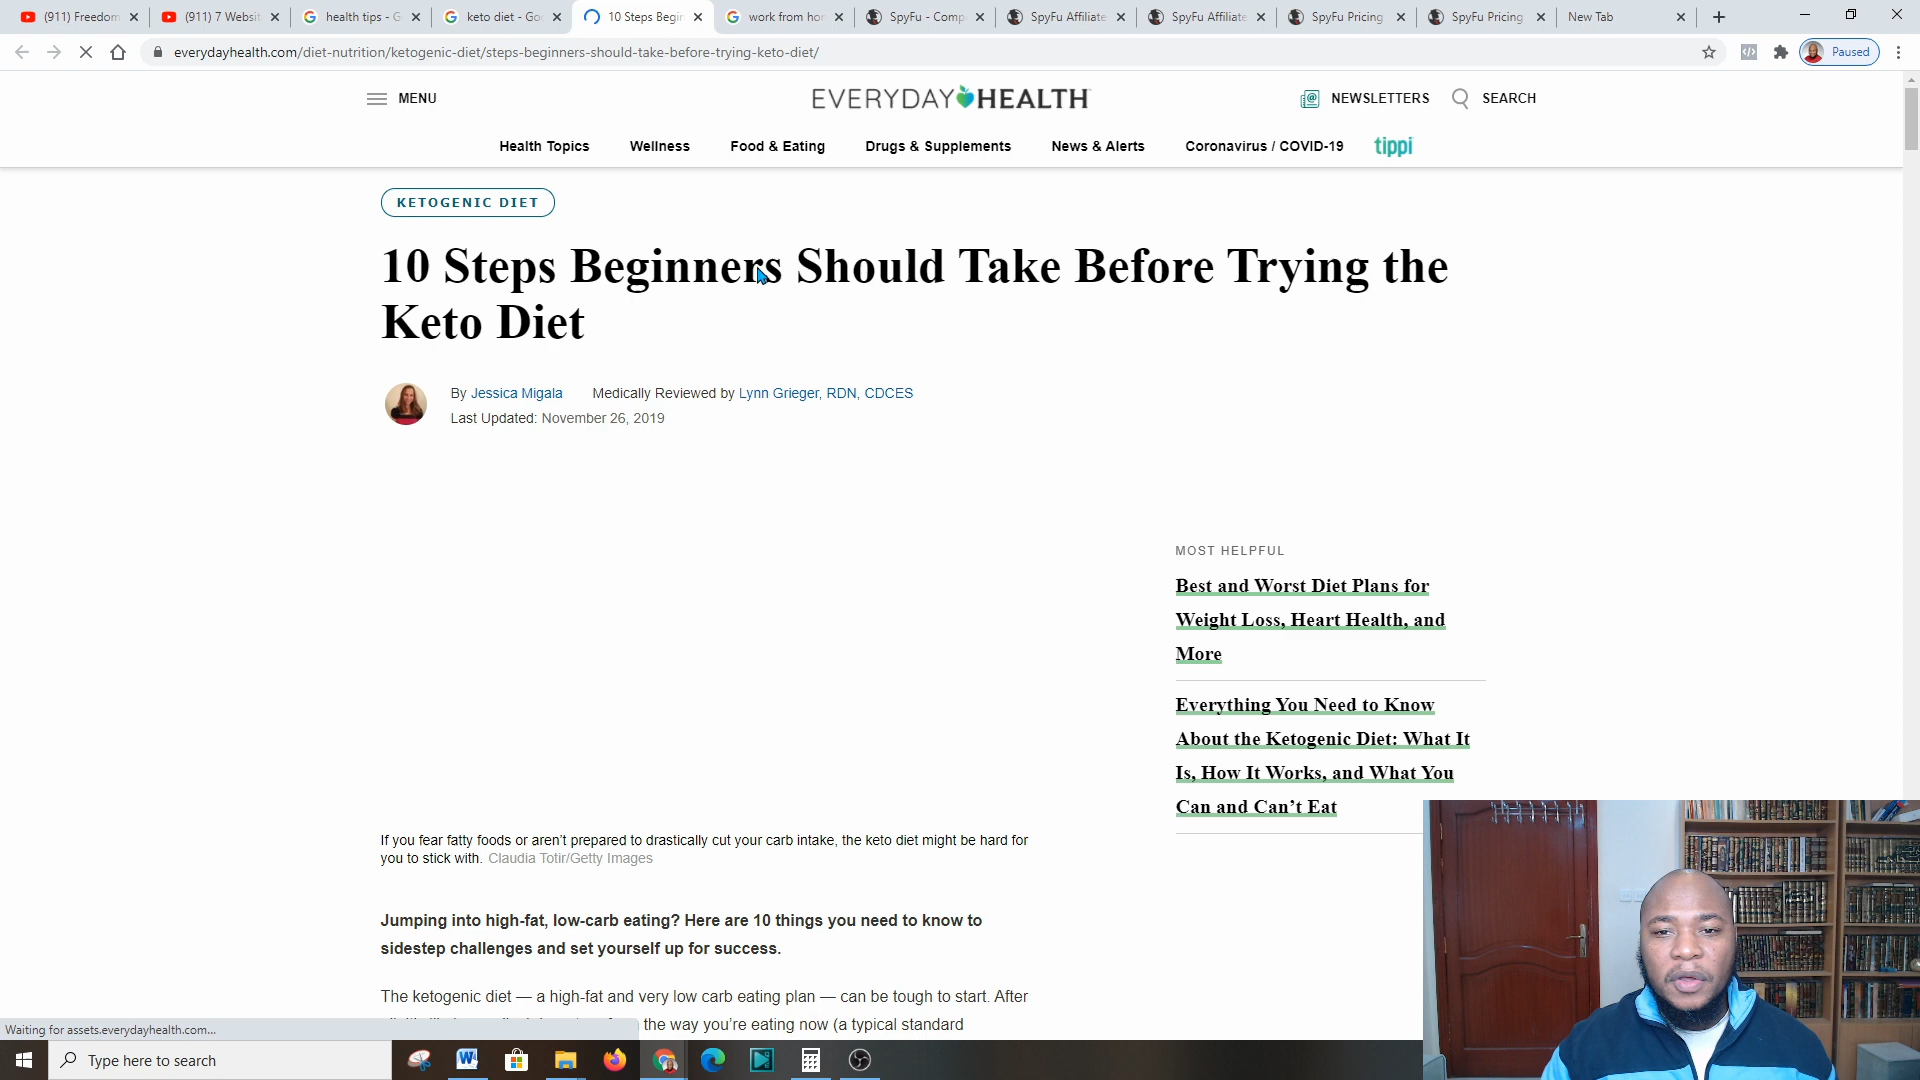 (911) Freedom
(911) 7 Websit
health tips - G
keto diet - Goo
10 Steps Begin
work from hor
SpyFu - Comp
SpyFu Affiliate
SpyFu Affiliate
SpyFu Pricing
SpyFu Pricing
New Tab
everydayhealth.com/diet-nutrition/ketogenic-diet/steps-beginners-should-take-before-trying-keto-diet/
Paused
MENU
EVERYDAY HEALTH
NEWSLETTERS
SEARCH
Health Topics
Wellness
Food & Eating
Drugs & Supplements
News & Alerts
Coronavirus / COVID-19
tippi
KETOGENIC DIET
10 Steps Beginners Should Take Before Trying the
Keto Diet
By Jessica Migala
Medically Reviewed by Lynn Grieger, RDN, CDCES
Last Updated: November 26, 2019
MOST HELPFUL
Best and Worst Diet Plans for
Weight Loss, Heart Health, and
More
Everything You Need to Know
About the Ketogenic Diet: What It
Is, How It Works, and What You
Can and Can’t Eat
If you fear fatty foods or aren’t prepared to drastically cut your carb intake, the keto diet might be hard for
you to stick with. Claudia Totir/Getty Images
Jumping into high-fat, low-carb eating? Here are 10 things you need to know to
sidestep challenges and set yourself up for success.
The ketogenic diet — a high-fat and very low carb eating plan — can be tough to start. After
the way you’re eating now (a typical standard
Waiting for assets.everydayhealth.com...
Type here to search